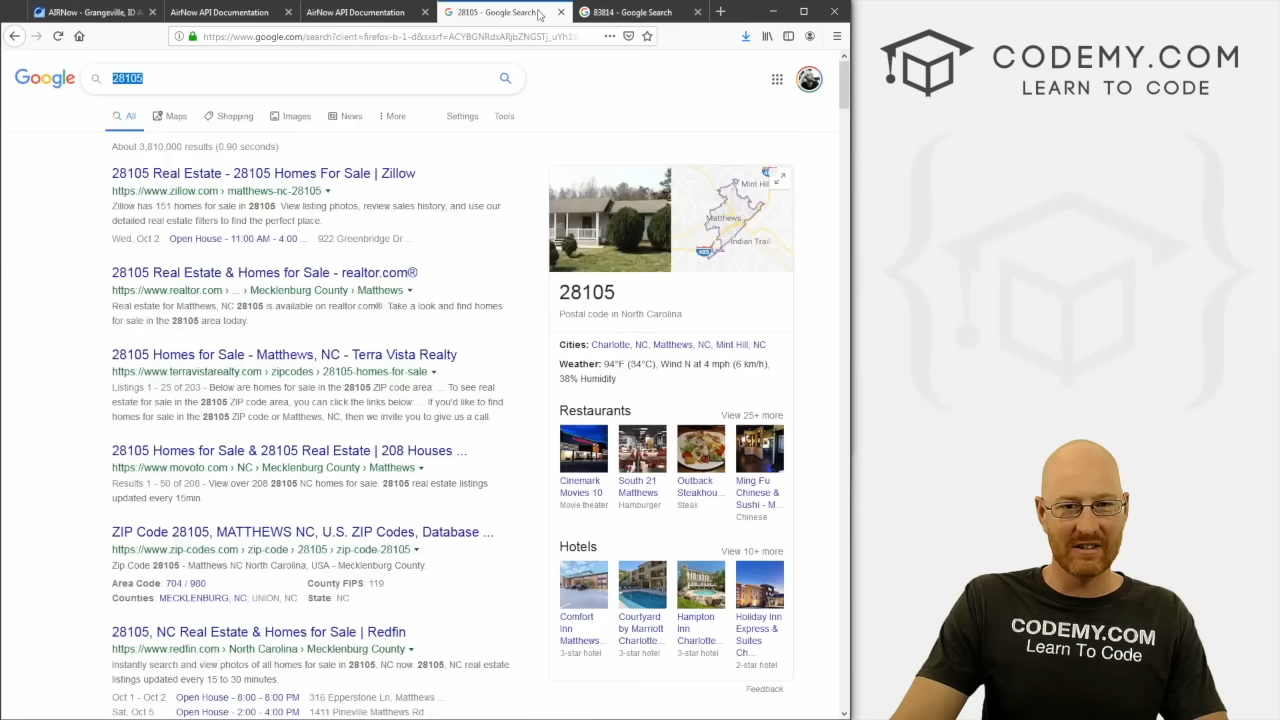 AIRNow - Grangeville, ID A
AirNow API Documentation
AirNow API Documentation
28105 - Google Search
83814 - Google Search
https://www.google.com/search?client=firefox-b-1-d&sxsrf=
Google
28105
All
Maps
Shopping
Images
News
More
Settings
Tools
About 3,810,000 results (0.90 seconds)
28105 Real Estate - 28105 Homes For Sale | Zillow
https://www.zillow.com › matthews-nc-28105
Zillow has 151 homes for sale in 28105. View listing photos, review sales history, and use our
detailed real estate filters to find the perfect place.
Wed, Oct 2 Open House - 11:00 AM - 4:00 ... 922 Greenbridge Dr ...
28105 Real Estate & Homes for Sale - realtor.com®
https://www.realtor.com › ... › Mecklenburg County › Matthews
Real estate for Matthews, NC 28105 is available on realtor.com®. Take a look and find homes
for sale in the 28105 area today.
28105 Homes for Sale - Matthews, NC - Terra Vista Realty
https://www.terravistarealty.com › zipcodes › 28105-homes-for-sale
Listings 1 - 25 of 203 - Below are homes for sale in the 28105 ZIP code area: ... To see real
estate for sale in the 28105 area, you can click the links below: ... If you'd like to find
homes for sale in the 28105 ZIP code or Matthews, NC, then we invite you to give us a call.
28105 Homes for Sale & 28105 Real Estate | 208 Houses ...
https://www.movoto.com › NC › Mecklenburg County › Matthews
Results 1 - 50 of 208 - View over 208 28105 NC homes for sale. 28105 real estate listings
updated every 15min.
ZIP Code 28105, MATTHEWS NC, U.S. ZIP Codes, Database ...
https://www.zip-codes.com › zip-code › 28105 › zip-code-28105
Zip Code 28105 - Matthews NC North Carolina, USA - Mecklenburg County.
Area Code: 704 / 980 County FIPS: 119
Counties: MECKLENBURG, NC; UNION, NC State: NC
28105, NC Real Estate & Homes for Sale | Redfin
https://www.redfin.com › North Carolina › Mecklenburg County
Instantly search and view photos of all homes for sale in 28105, NC now. 28105, NC real estate
listings updated every 15 to 30 minutes.
Oct 1 - Oct 2 Open House - 8:00 - 8:00 PM 316 Epperstone Ln, Matthews ...
Sat, Oct 5 Open House - 2:00 - 4:00 PM 1411 Pineville Matthews Rd ...
Mint Hill
Matthews
Indian Trail
485
28105
Postal code in North Carolina
Cities: Charlotte, NC, Matthews, NC, Mint Hill, NC
Weather: 94°F (34°C), Wind N at 4 mph (6 km/h),
38% Humidity
Restaurants
View 25+ more
Cinemark
Movies 10
Movie theater
South 21
Matthews
Hamburger
Outback
Steakhou...
Steak
Ming Fu
Chinese &
Sushi - M...
Chinese
Hotels
View 10+ more
Comfort
Inn
Matthews...
3-star hotel
Courtyard
by Marriott
Charlotte...
3-star hotel
Hampton
Inn
Charlotte...
3-star hotel
Holiday Inn
Express &
Suites
Ch...
2-star hotel
Feedback
CODEMY.COM
LEARN TO CODE
CODEMY.COM
Learn To Code